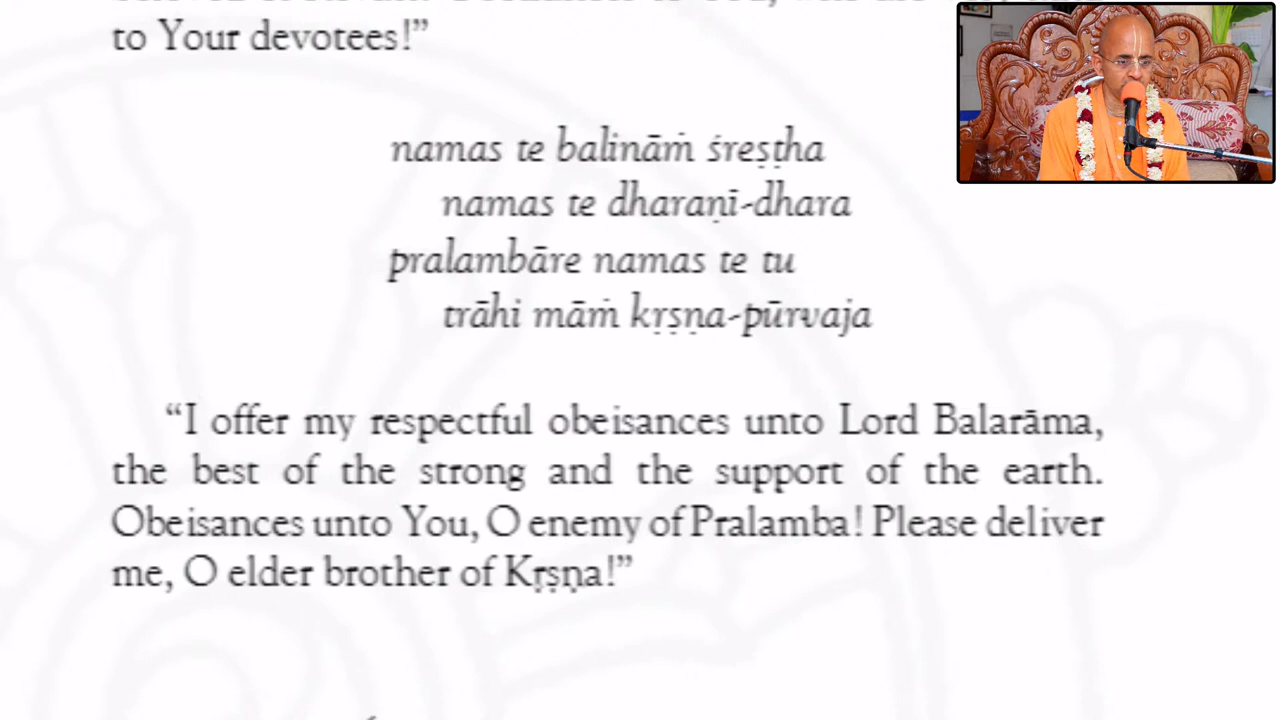 to Your devotees!”
namas te balināṁ śreṣṭha
namas te dharaṇī-dhara
pralambāre namas te tu
trāhi māṁ kṛṣṇa-pūrvaja
“I offer my respectful obeisances unto Lord Balarāma,
the best of the strong and the support of the earth.
Obeisances unto You, O enemy of Pralamba! Please deliver
me, O elder brother of Kṛṣṇa!”